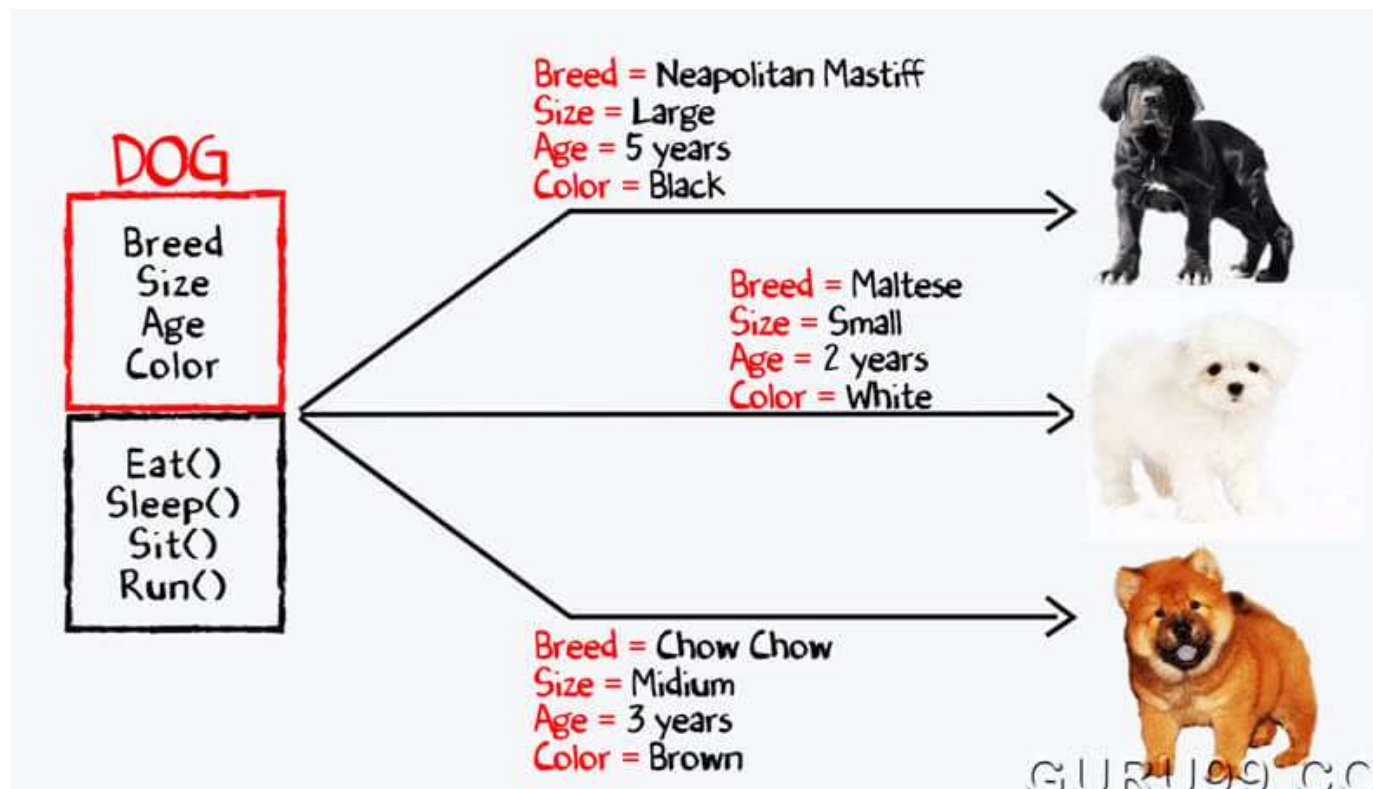 DOG
Breed
Size
Age
Color
Eat()
Sleep()
Sit()
Run()
Breed = Neapolitan Mastiff
Size = Large
Age = 5 years
Color = Black
Breed = Maltese
Size = Small
Age = 2 years
Color = White
Breed = Chow Chow
Size = Midium
Age = 3 years
Color = Brown
GURU99.CO